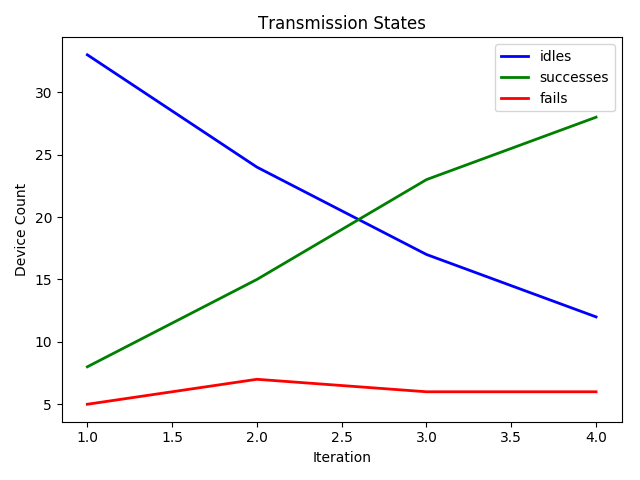 Transmission States
idles
successes
fails
30
25
20
15
10
5
Device Count
1.0 1.5 2.0 2.5 3.0 3.5 4.0
Iteration